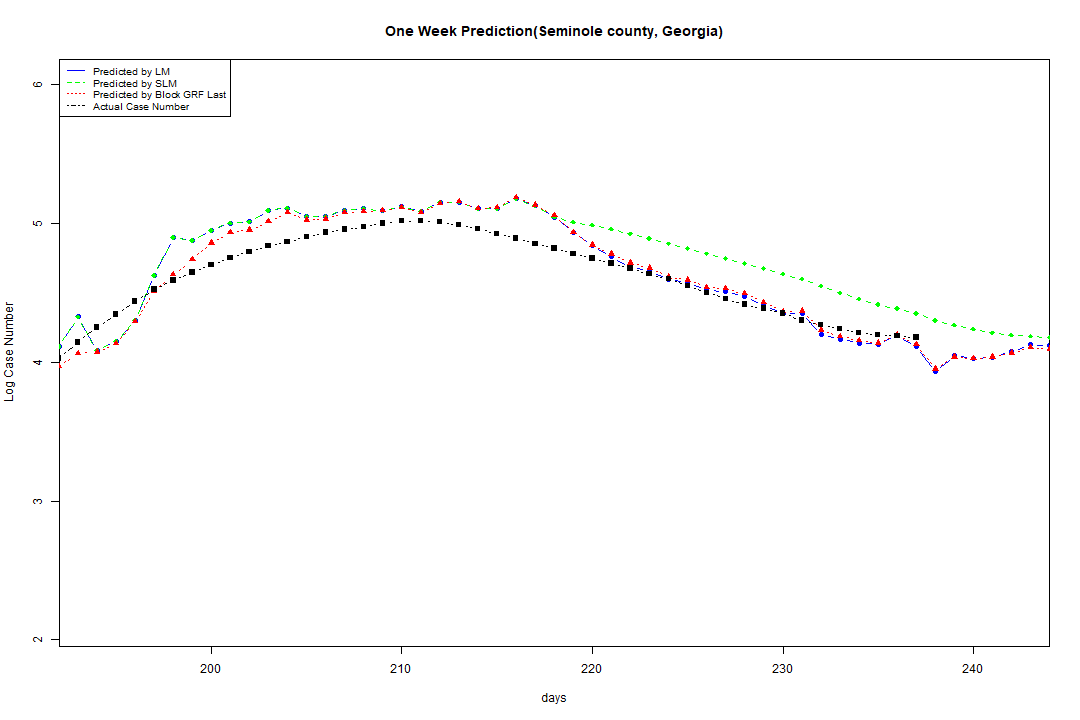 One Week Prediction(Seminole county, Georgia)
Predicted by LM
Predicted by SLM
Predicted by Block GRF Last
Actual Case Number
6
5
4
3
2
Log Case Number
200 210 220 230 240
days